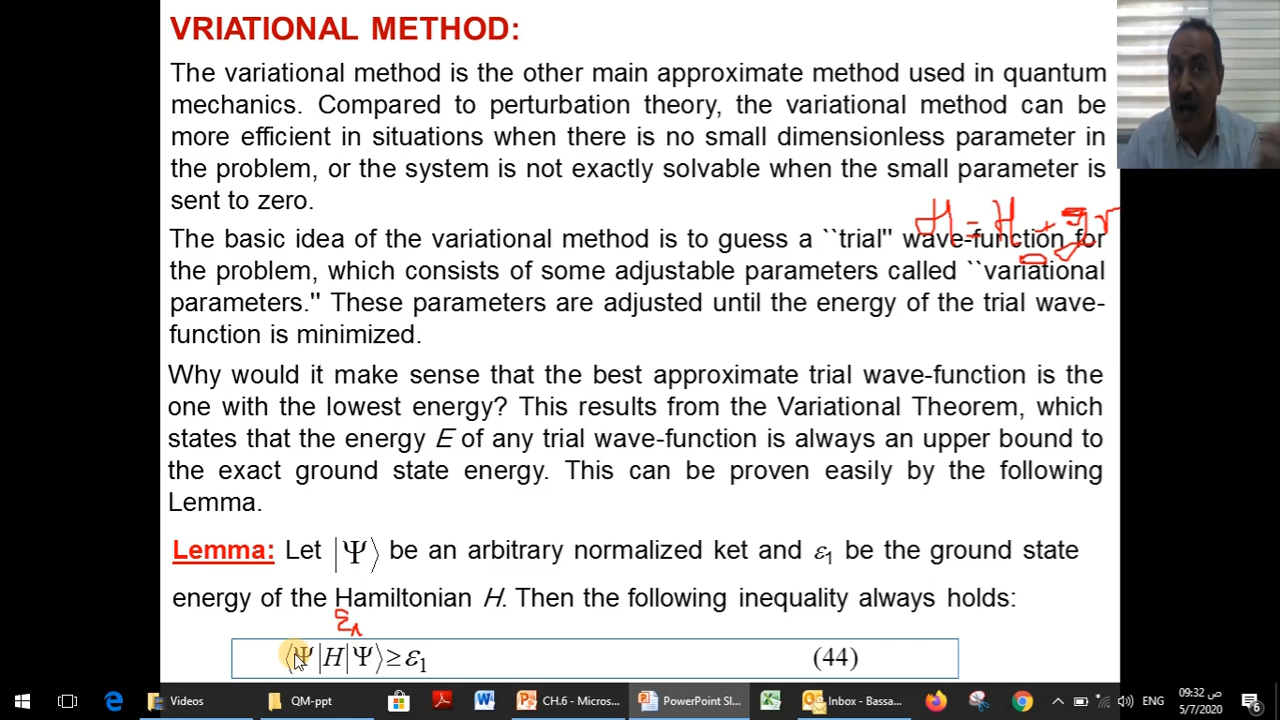 VRIATIONAL METHOD:
The variational method is the other main approximate method used in quantum
mechanics. Compared to perturbation theory, the variational method can be
more efficient in situations when there is no small dimensionless parameter in
the problem, or the system is not exactly solvable when the small parameter is
sent to zero.
The basic idea of the variational method is to guess a ``trial'' wave-function for
the problem, which consists of some adjustable parameters called ``variational
parameters.'' These parameters are adjusted until the energy of the trial wave-
function is minimized.
Why would it make sense that the best approximate trial wave-function is the
one with the lowest energy? This results from the Variational Theorem, which
states that the energy E of any trial wave-function is always an upper bound to
the exact ground state energy. This can be proven easily by the following
Lemma.
Lemma: Let |Ψ⟩ be an arbitrary normalized ket and ε₁ be the ground state
energy of the Hamiltonian H. Then the following inequality always holds:
⟨Ψ|H|Ψ⟩ ≥ ε₁ (44)
Videos QM-ppt CH.6 - Micros... PowerPoint Sl... Inbox - Bassa... ENG 09:32 ص
5/7/2020 6